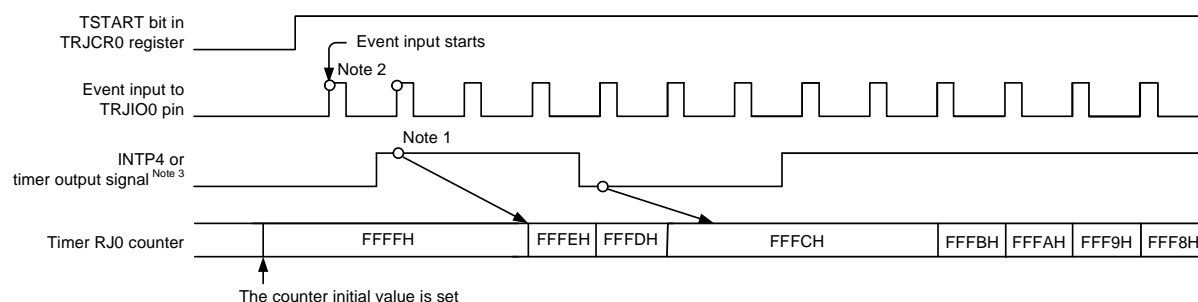 TSTART bit in
TRJCR0 register
Event input starts
Note 2
Event input to
TRJIO0 pin
Note 1
INTP4 or
timer output signal Note 3
Timer RJ0 counter
FFFFH
FFFEH
FFFDH
FFFCH
FFFBH
FFFAH
FFF9H
FFF8H
The counter initial value is set